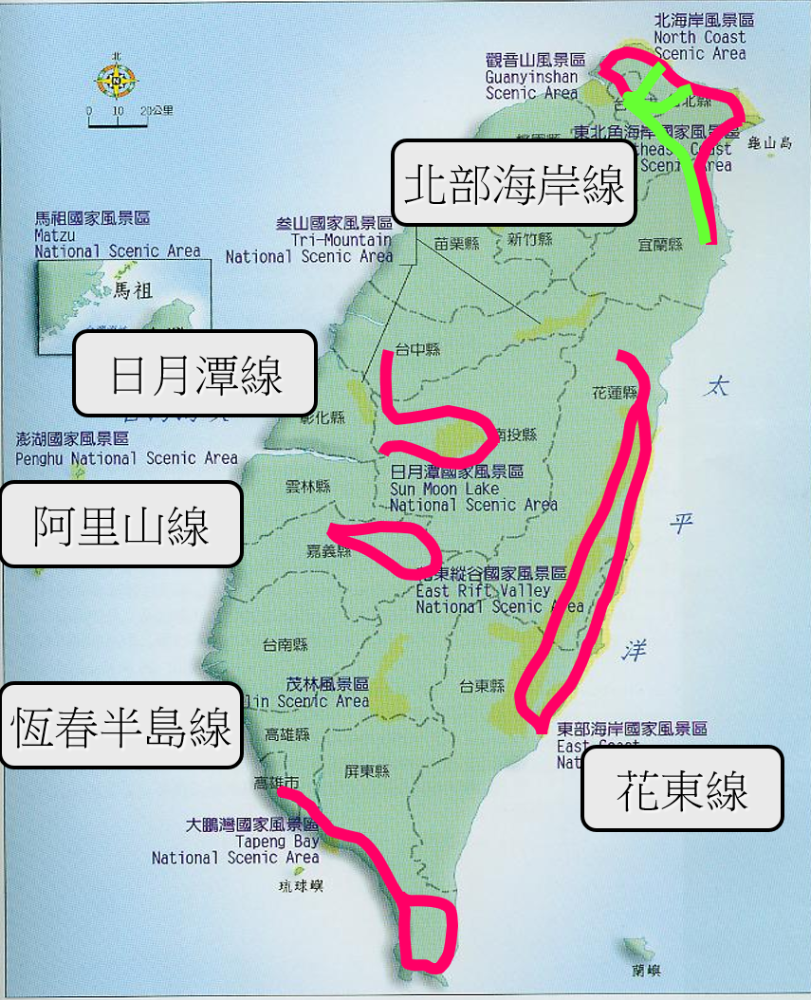 北海岸風景區
North Coast
Scenic Area
觀音山風景區
Guanyinshan
Scenic Area
北
0 10 20公里
北縣
龜山島
東北角海岸國家風景區
theast Coast
Scenic Area
北部海岸線
馬祖國家風景區
Matzu
National Scenic Area
馬祖
叁山國家風景區
Tri-Mountain
National Scenic Area
苗栗縣
新竹縣
宜蘭縣
日月潭線
台中縣
花蓮縣
太
平
洋
彰化縣
南投縣
澎湖國家風景區
Penghu National Scenic Area
日月潭國家風景區
Sun Moon Lake
National Scenic Area
雲林縣
阿里山線
嘉義縣
花東縱谷國家風景區
East Rift Valley
National Scenic Area
台南縣
茂林風景區
lin Scenic Area
台東縣
恆春半島線
高雄縣
屏東縣
高雄市
東部海岸國家風景區
East Coast
Nat
花東線
大鵬灣國家風景區
Tapeng Bay
National Scenic Area
琉球嶼
蘭嶼